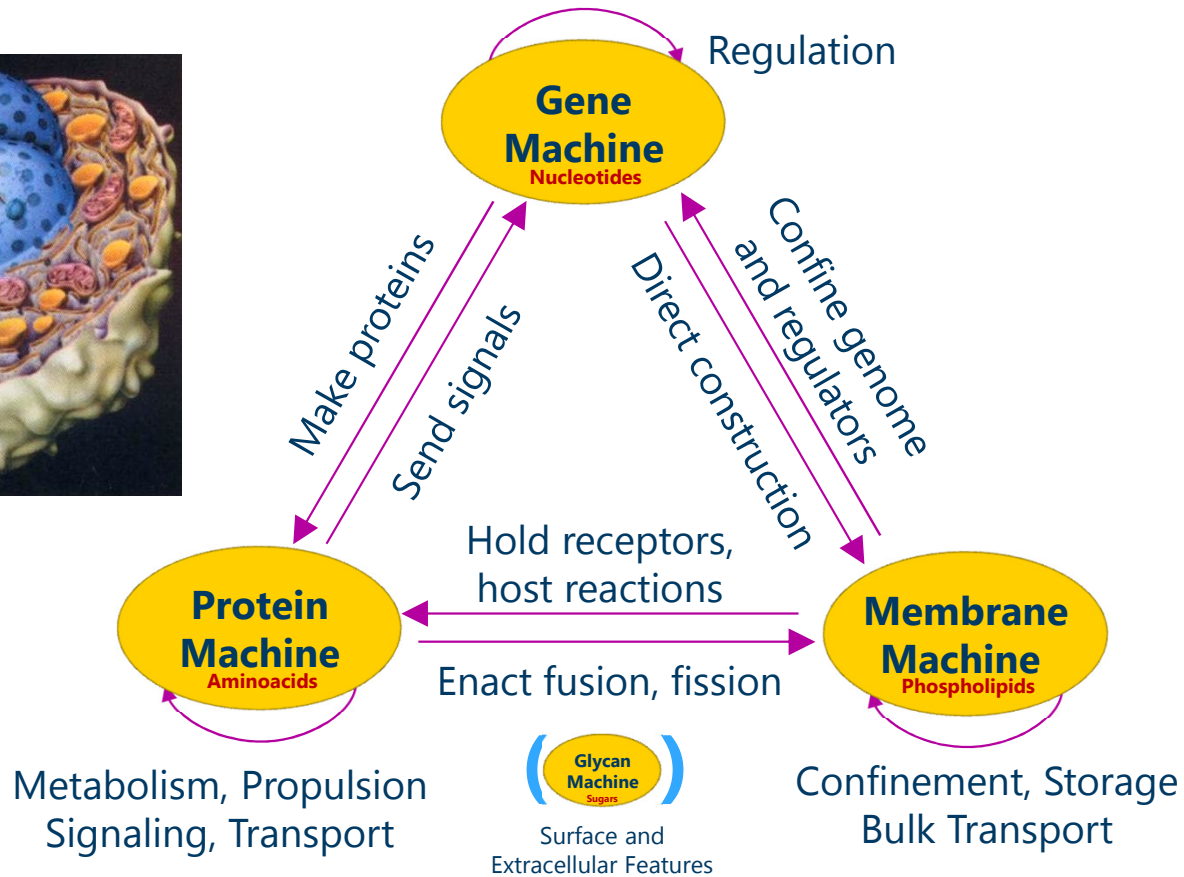 Regulation
Gene
Machine
Nucleotides
Make proteins
Send signals
Direct construction
Confine genome
and regulators
Hold receptors,
host reactions
Protein
Machine
Aminoacids
Membrane
Machine
Phospholipids
Enact fusion, fission
Metabolism, Propulsion
Signaling, Transport
(Glycan
Machine
Sugars)
Surface and
Extracellular Features
Confinement, Storage
Bulk Transport